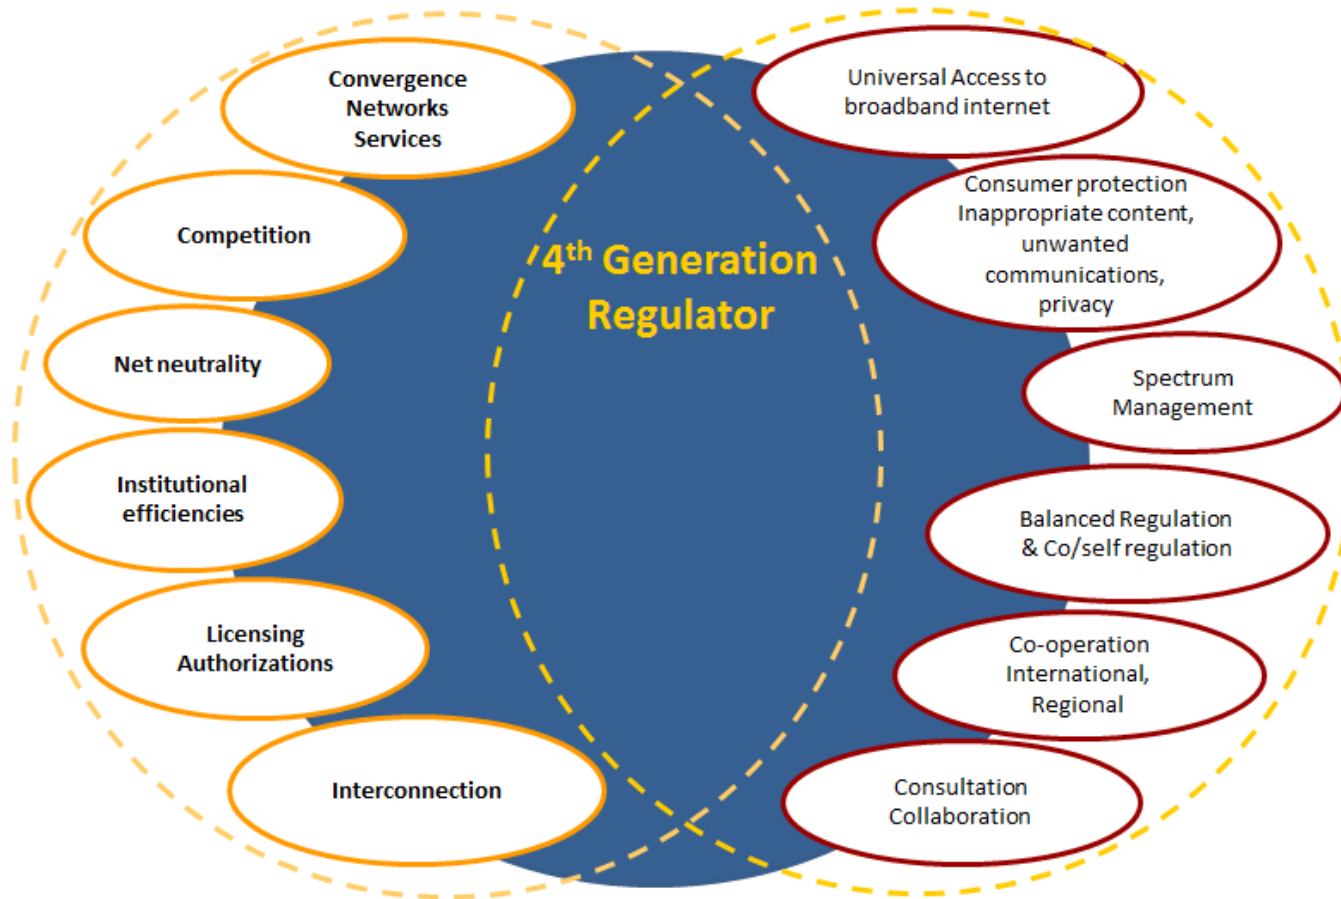 Convergence
Networks
Services
Competition
Net neutrality
Institutional
efficiencies
Licensing
Authorizations
Interconnection
4th Generation
Regulator
Universal Access to
broadband internet
Consumer protection
Inappropriate content,
unwanted
communications,
privacy
Spectrum
Management
Balanced Regulation
& Co/self regulation
Co-operation
International,
Regional
Consultation
Collaboration